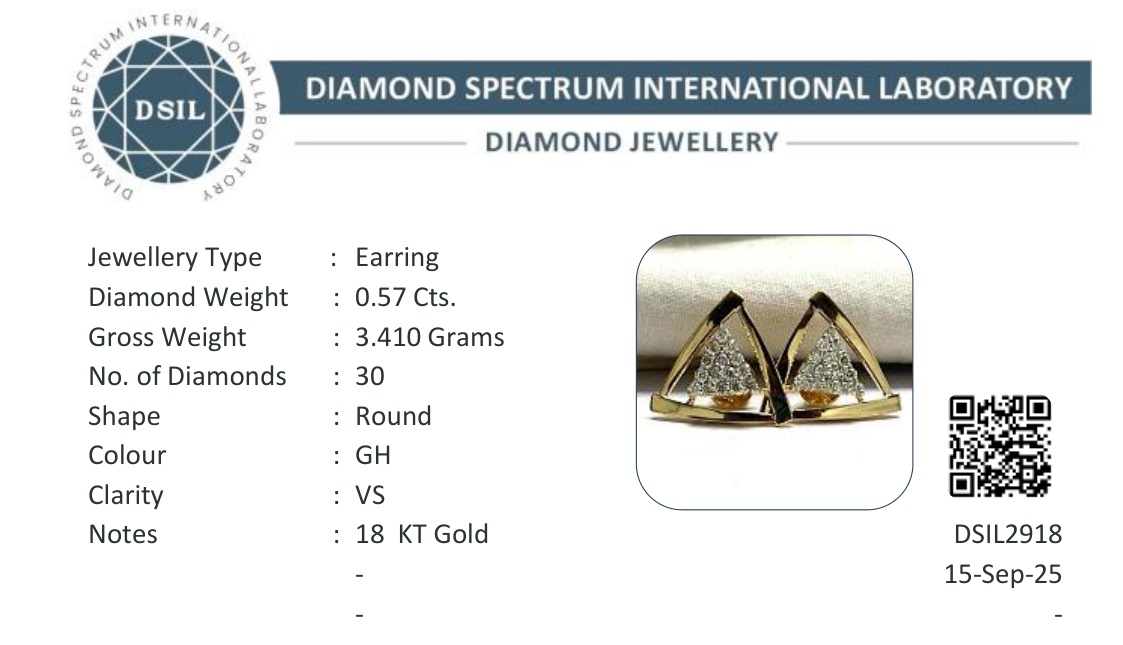 DIAMOND SPECTRUM INTERNATIONAL LABORATORY
DSIL
DIAMOND SPECTRUM INTERNATIONAL LABORATORY
DIAMOND JEWELLERY
Jewellery Type : Earring
Diamond Weight : 0.57 Cts.
Gross Weight : 3.410 Grams
No. of Diamonds : 30
Shape : Round
Colour : GH
Clarity : VS
Notes : 18 KT Gold
-
-
DSIL2918
15-Sep-25
-